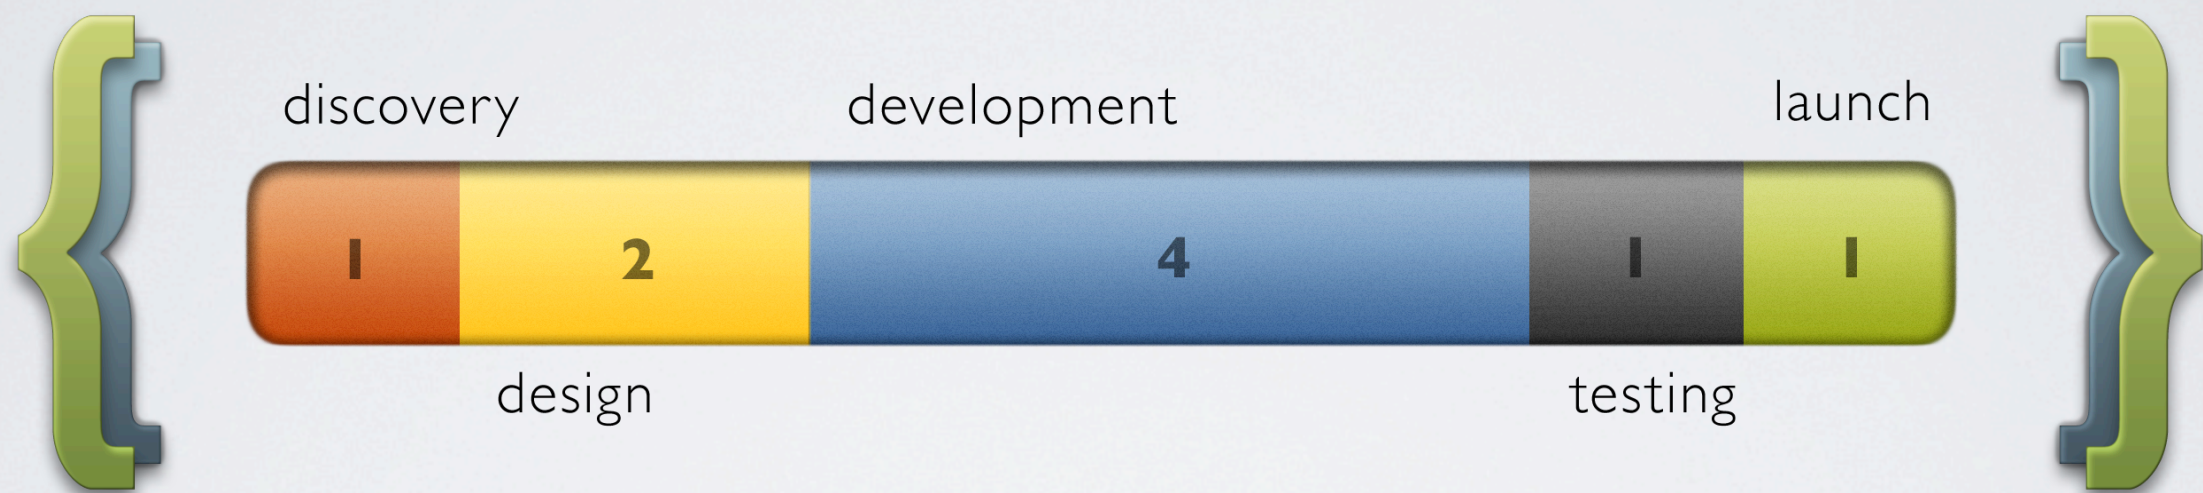 discovery development launch
1 2 4 1 1
design testing